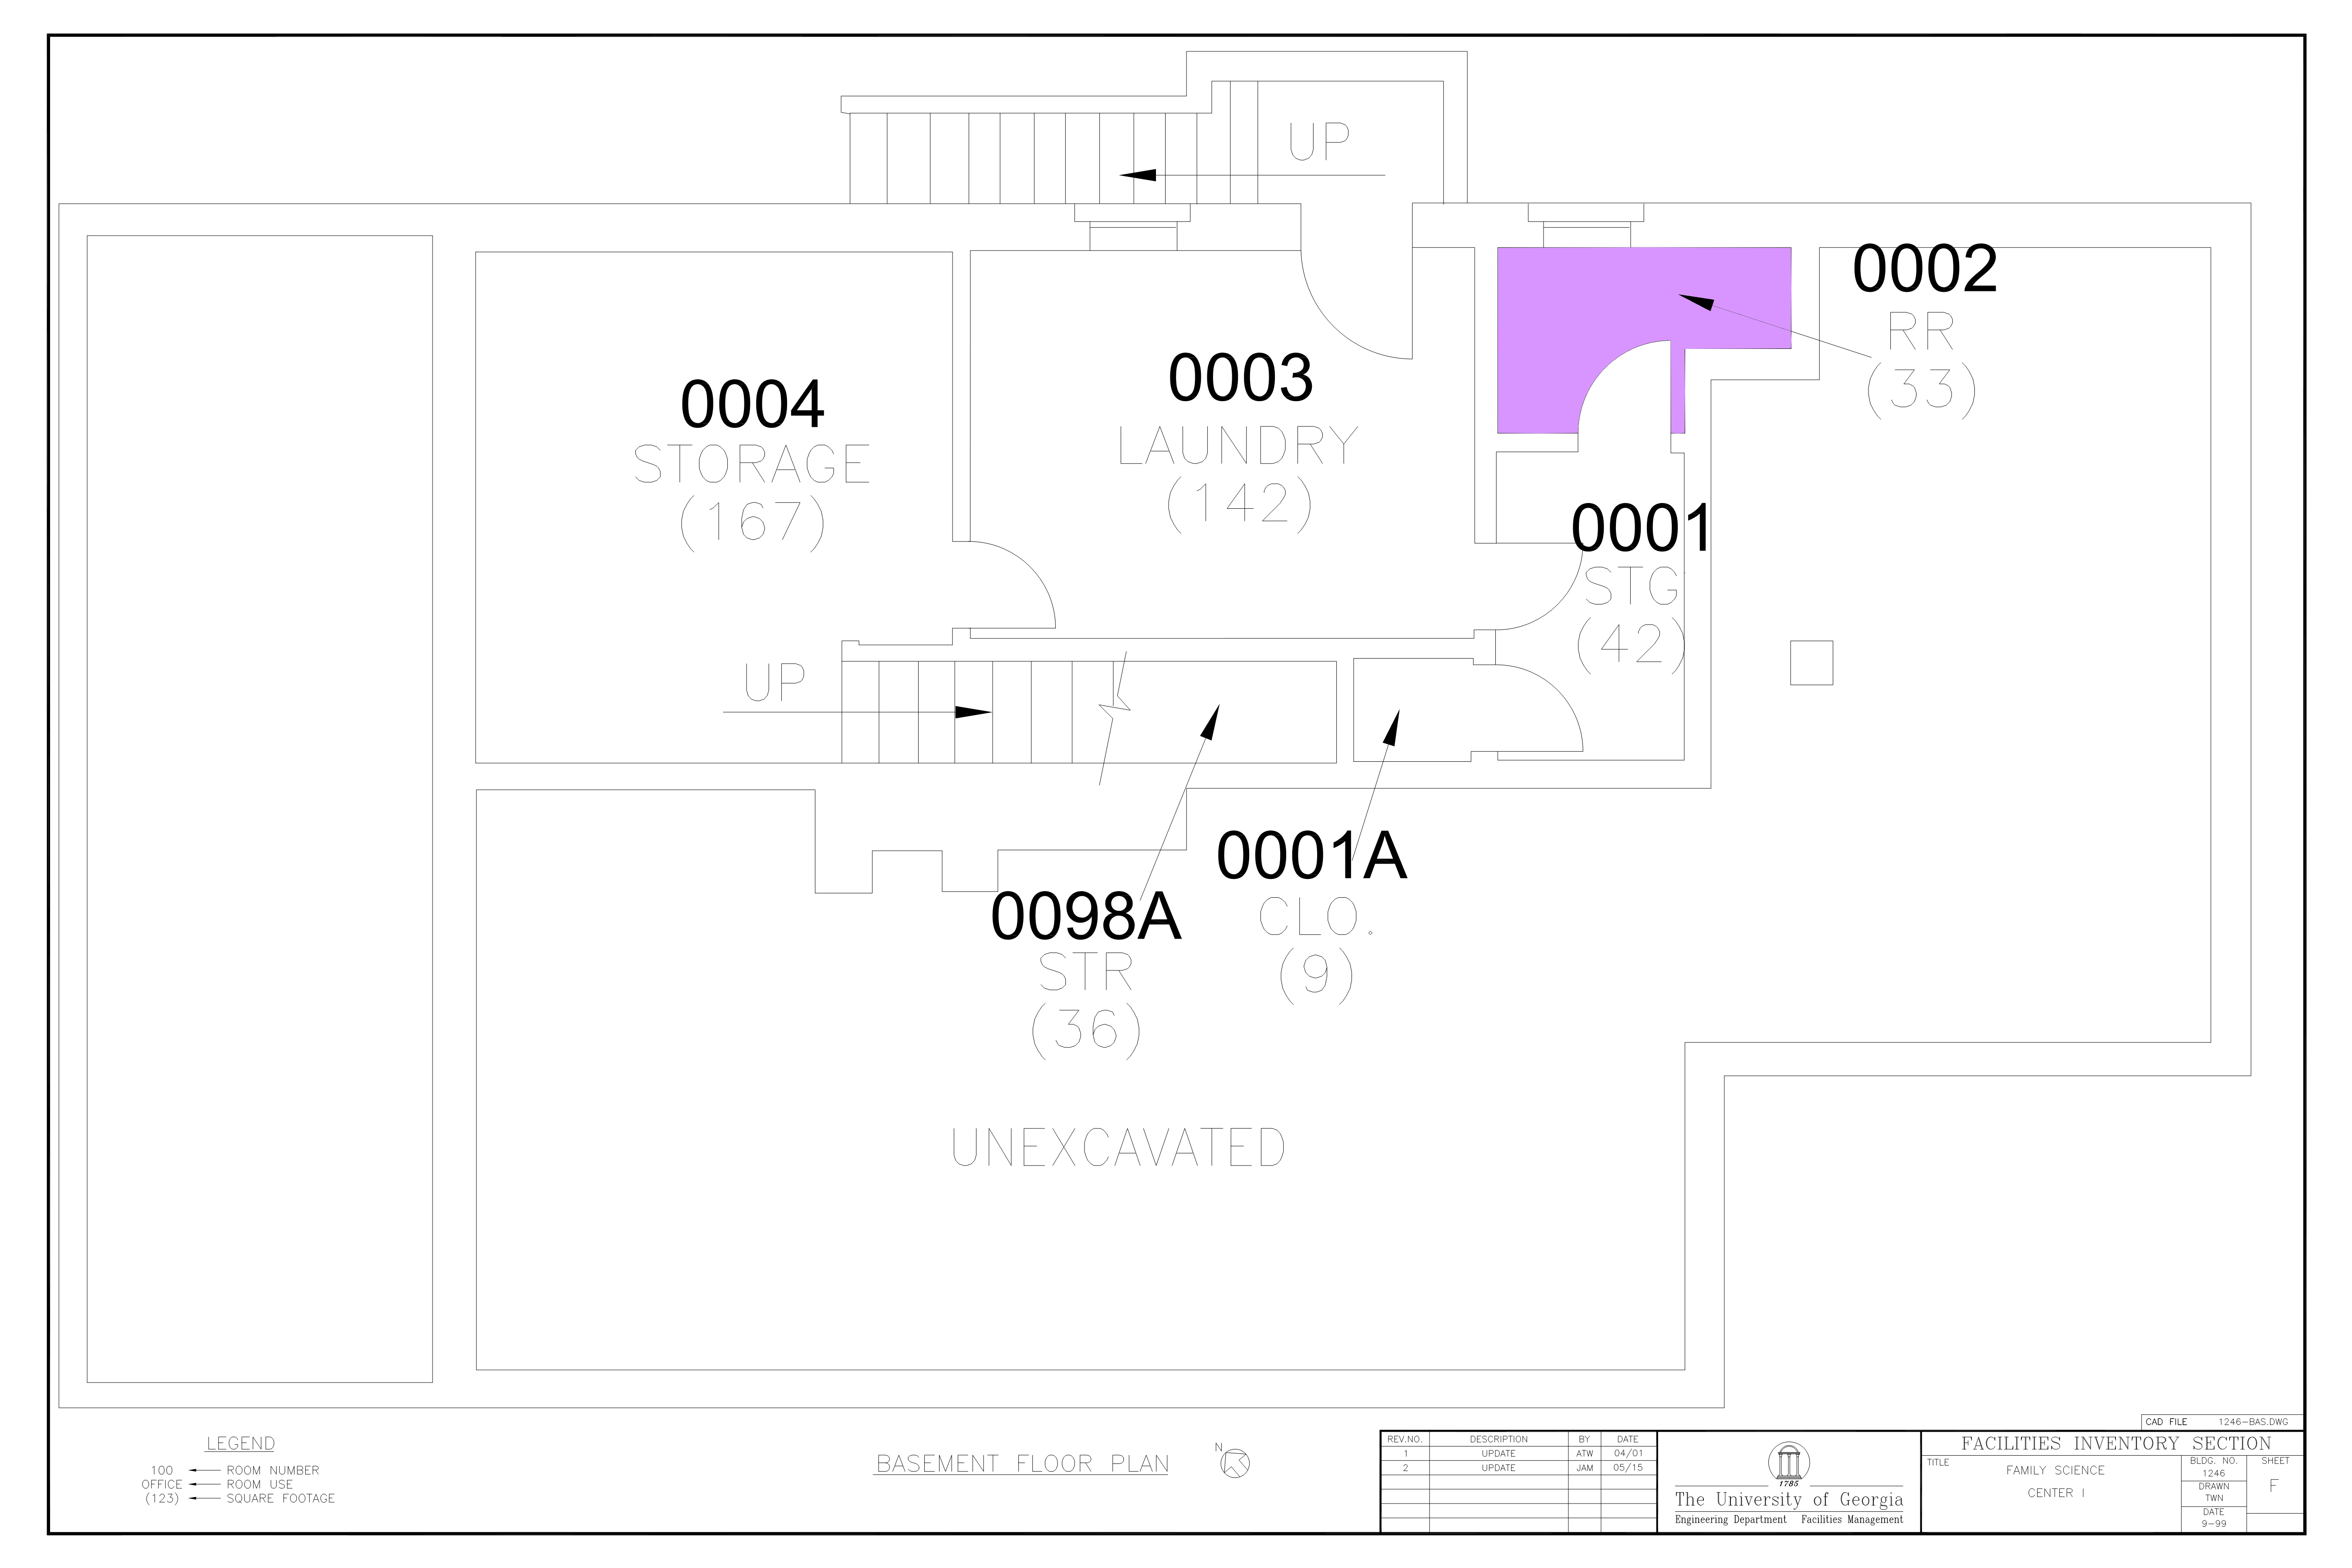 UP
0002
RR
(33)
0003
LAUNDRY
(142)
0004
STORAGE
(167)
0001
STG
(42)
UP
0001A
CLO.
(9)
0098A
STR
(36)
UNEXCAVATED
LEGEND
100 ROOM NUMBER
OFFICE ROOM USE
(123) SQUARE FOOTAGE
BASEMENT FLOOR PLAN
N
REV.NO. DESCRIPTION BY DATE
1 UPDATE ATW 04/01
2 UPDATE JAM 05/15
1785
The University of Georgia
Engineering Department Facilities Management
CAD FILE 1246-BAS.DWG
FACILITIES INVENTORY SECTION
TITLE
FAMILY SCIENCE
CENTER I
BLDG. NO.
1246
DRAWN
TWN
DATE
9-99
SHEET
F